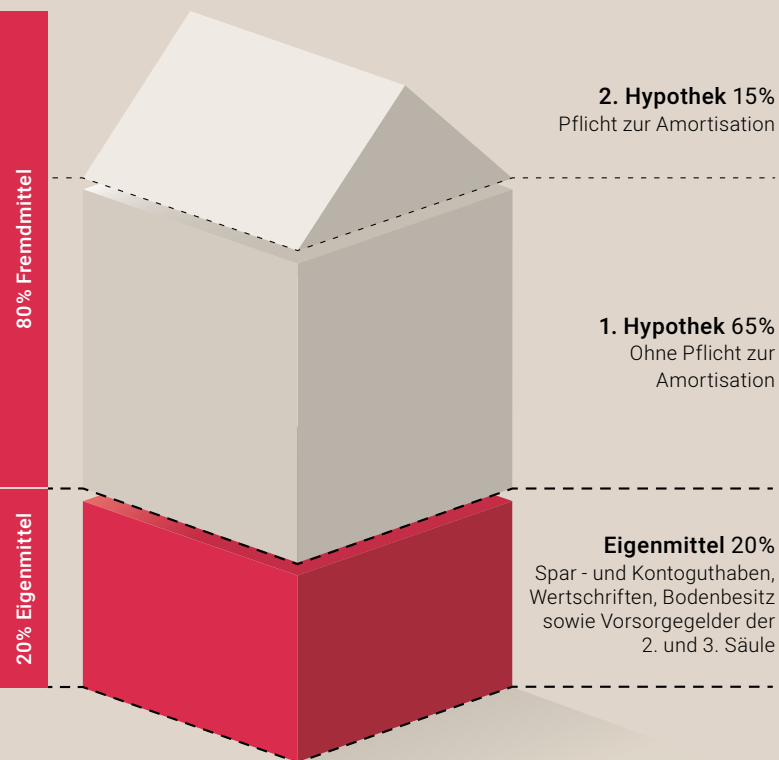 80% Fremdmittel
20% Eigenmittel
2. Hypothek 15%
Pflicht zur Amortisation
1. Hypothek 65%
Ohne Pflicht zur
Amortisation
Eigenmittel 20%
Spar - und Kontoguthaben,
Wertschriften, Bodenbesitz
sowie Vorsorgegelder der
2. und 3. Säule